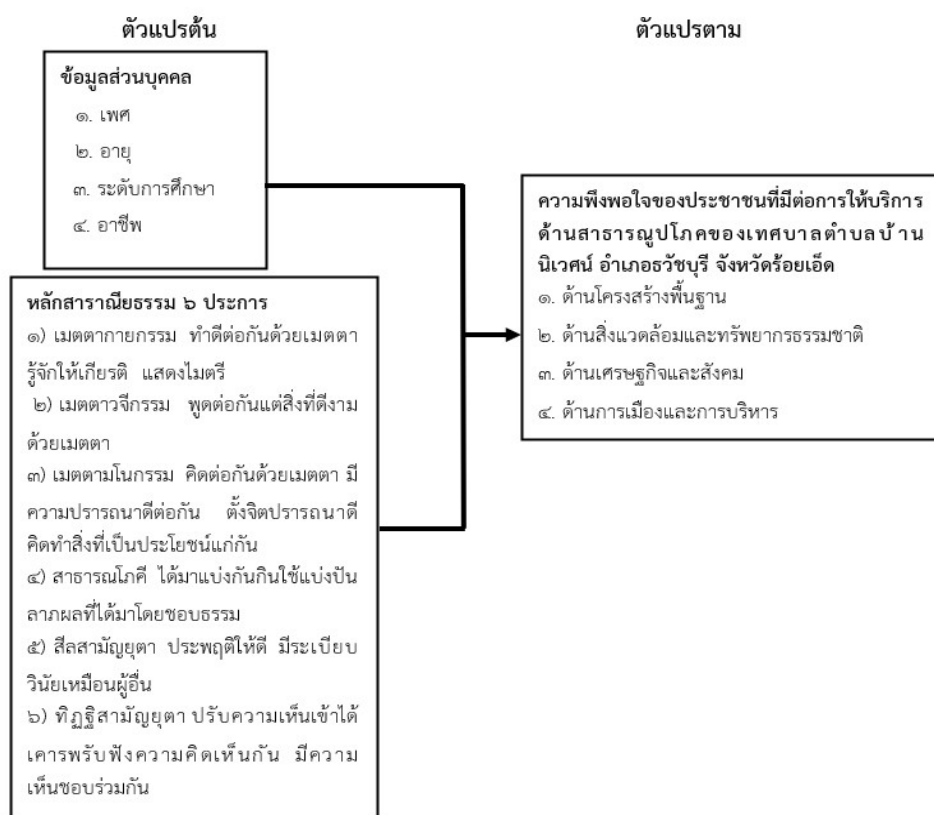 ตัวแปรต้น
ข้อมูลส่วนบุคคล
๑. เพศ
๒. อายุ
๓. ระดับการศึกษา
๔. อาชีพ
หลักสาราณียธรรม ๖ ประการ
๑) เมตตากายกรรม ทำดีต่อกันด้วยเมตตา
รู้จักให้เกียรติ แสดงไมตรี
๒) เมตตาวจีกรรม พูดต่อกันแต่สิ่งที่ดีงาม
ด้วยเมตตา
๓) เมตตามโนกรรม คิดต่อกันด้วยเมตตา มี
ความปรารถนาดีต่อกัน ตั้งจิตปรารถนาดี
คิดทำสิ่งที่เป็นประโยชน์แก่กัน
๔) สาธารณโภคี ได้มาแบ่งกันกินใช้แบ่งปัน
ลาภผลที่ได้มาโดยชอบธรรม
๕) สีลสามัญยุตา ประพฤติให้ดี มีระเบียบ
วินัยเหมือนผู้อื่น
๖) ทิฏฐิสามัญยุตา ปรับความเห็นเข้าได้
เคารพรับฟังความคิดเห็นกัน มีความ
เห็นชอบร่วมกัน
ตัวแปรตาม
ความพึงพอใจของประชาชนที่มีต่อการให้บริการ
ด้านสาธารณูปโภคของเทศบาลตำบลบ้าน
นิเวศน์ อำเภอธวัชบุรี จังหวัดร้อยเอ็ด
๑. ด้านโครงสร้างพื้นฐาน
๒. ด้านสิ่งแวดล้อมและทรัพยากรธรรมชาติ
๓. ด้านเศรษฐกิจและสังคม
๔. ด้านการเมืองและการบริหาร